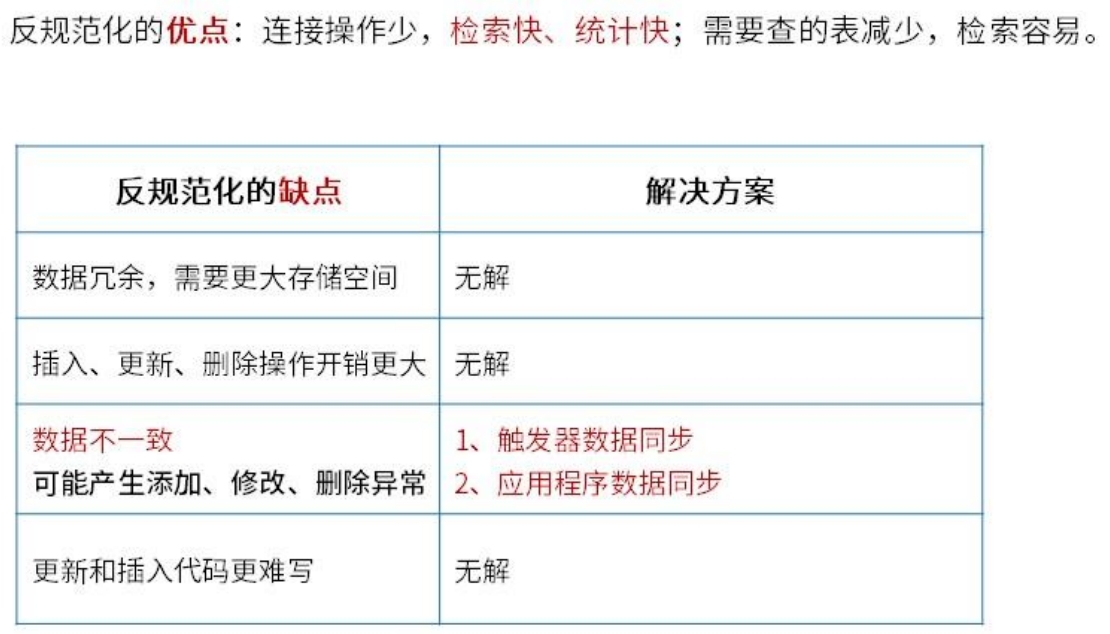 反规范化的优点：连接操作少，检索快、统计快；需要查的表减少，检索容易。
反规范化的缺点
解决方案
数据冗余，需要更大存储空间
无解
插入、更新、删除操作开销更大
无解
数据不一致
可能产生添加、修改、删除异常
1、触发器数据同步
2、应用程序数据同步
更新和插入代码更难写
无解